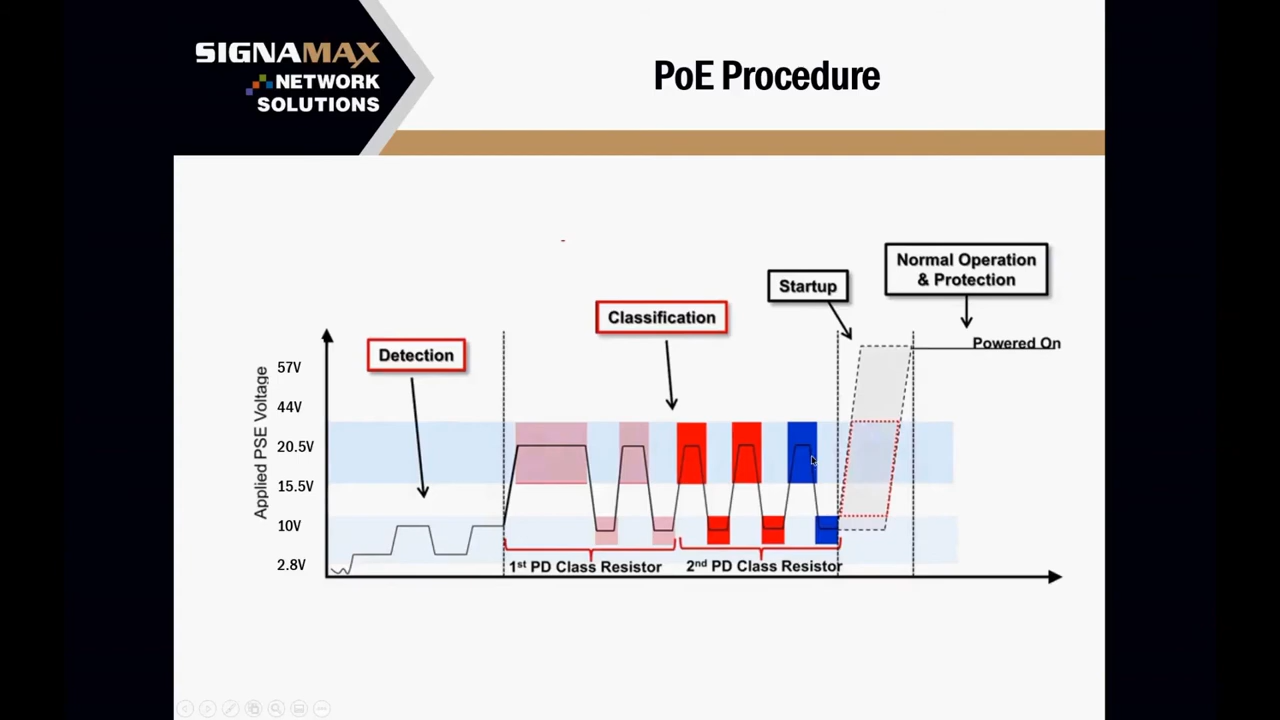 SIGNAMAX
NETWORK
SOLUTIONS
PoE Procedure
Normal Operation
& Protection
Startup
Classification
Detection
Powered On
Applied PSE Voltage
57V
44V
20.5V
15.5V
10V
2.8V
1st PD Class Resistor
2nd PD Class Resistor